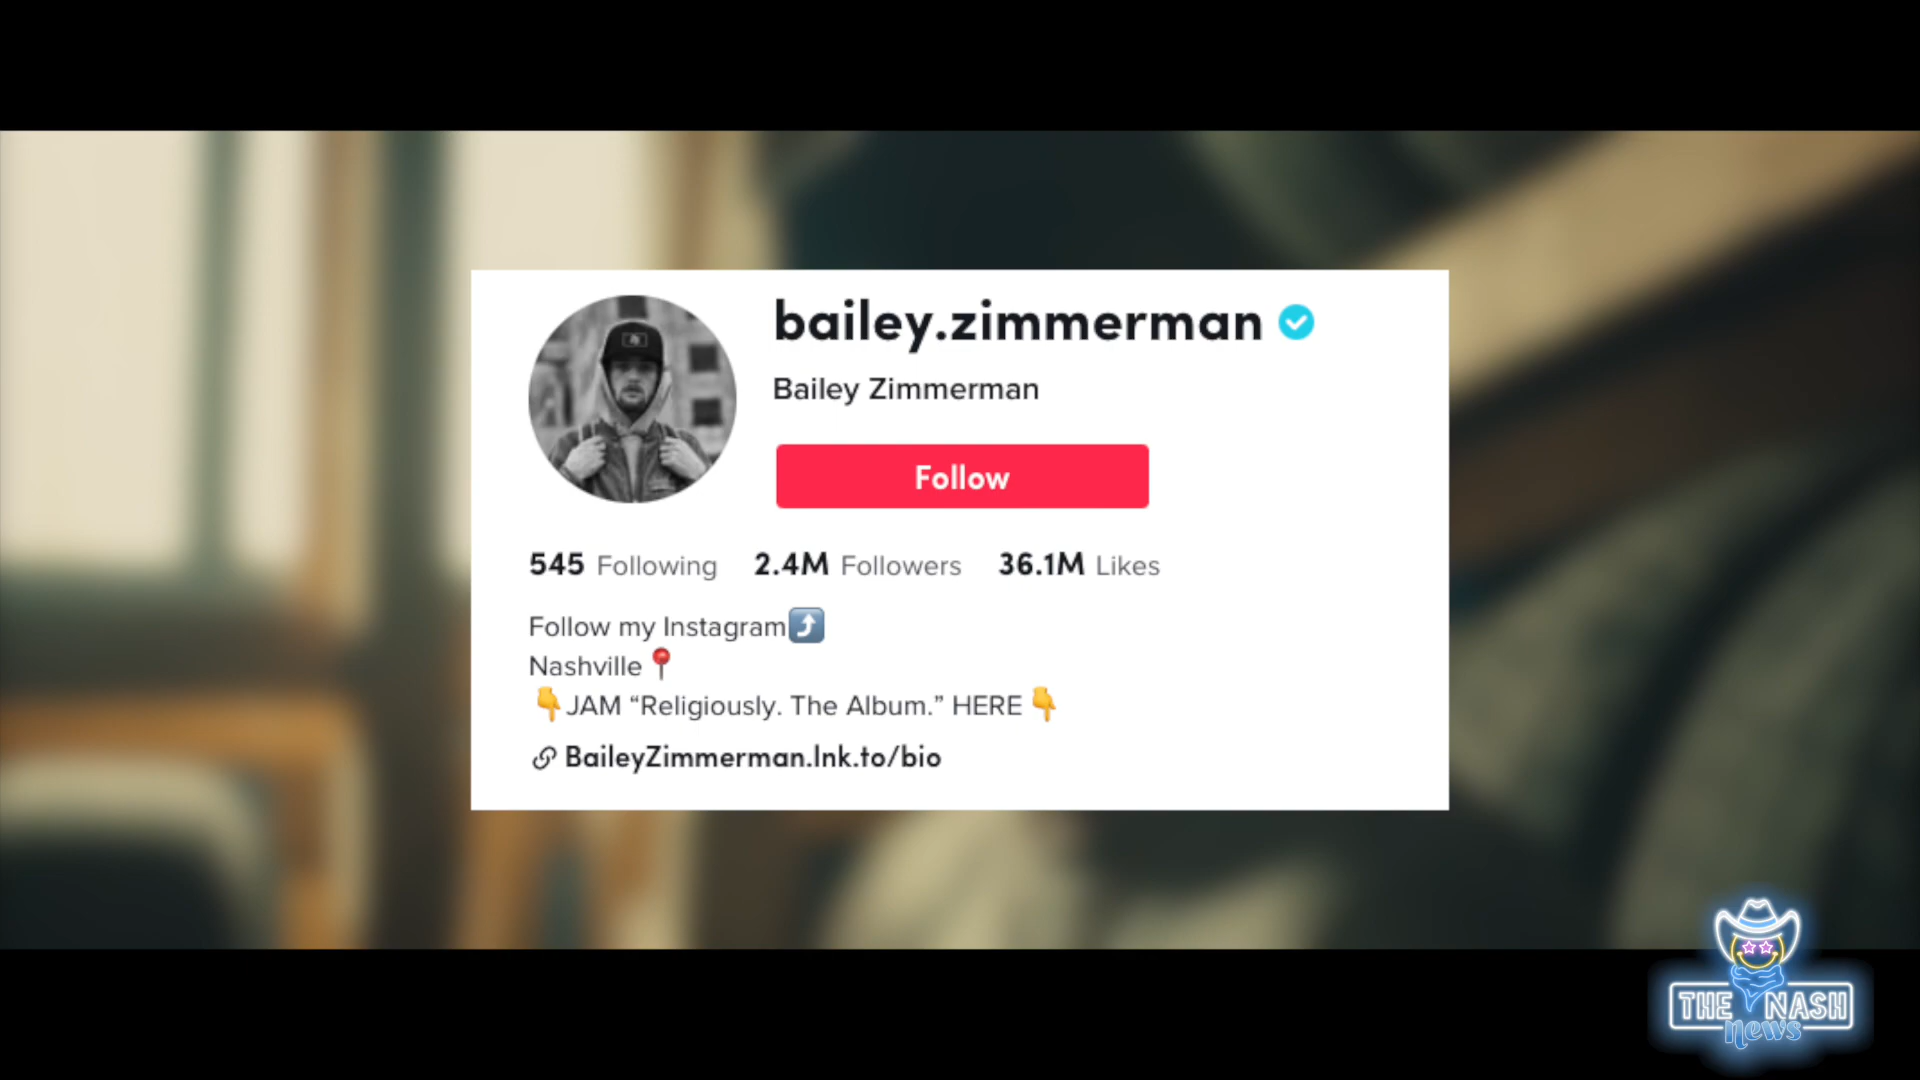 bailey.zimmerman
Bailey Zimmerman
Follow
545 Following 2.4M Followers 36.1M Likes
Follow my Instagram⤴️
Nashville📍
👇JAM “Religiously. The Album.” HERE👇
BaileyZimmerman.lnk.to/bio
THE NASH
news